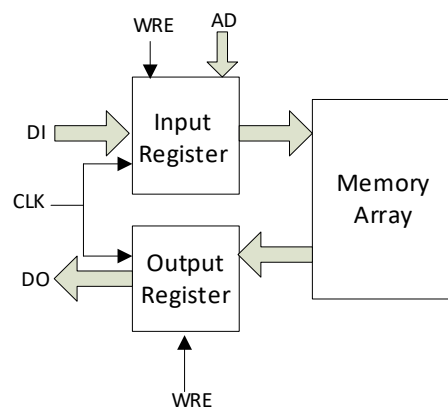 WRE
AD
DI
Input
Register
CLK
Memory
Array
DO
Output
Register
WRE